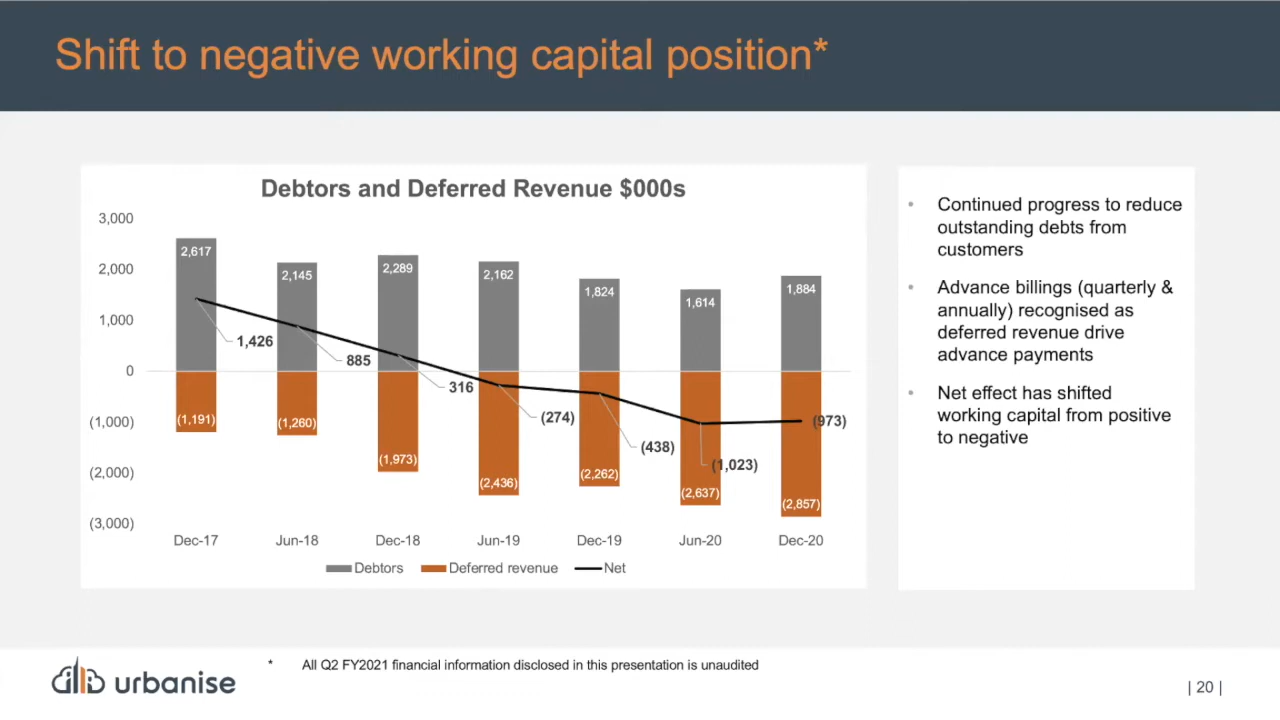 Shift to negative working capital position*
Debtors and Deferred Revenue $000s
3,000
2,000
1,000
0
(1,000)
(2,000)
(3,000)
2,617
2,145
2,289
2,162
1,824
1,614
1,884
1,426
885
316
(274)
(438)
(1,023)
(973)
(1,191)
(1,260)
(1,973)
(2,436)
(2,262)
(2,637)
(2,857)
Dec-17
Jun-18
Dec-18
Jun-19
Dec-19
Jun-20
Dec-20
Debtors
Deferred revenue
Net
• Continued progress to reduce
outstanding debts from
customers
• Advance billings (quarterly &
annually) recognised as
deferred revenue drive
advance payments
• Net effect has shifted
working capital from positive
to negative
* All Q2 FY2021 financial information disclosed in this presentation is unaudited
urbanise
| 20 |